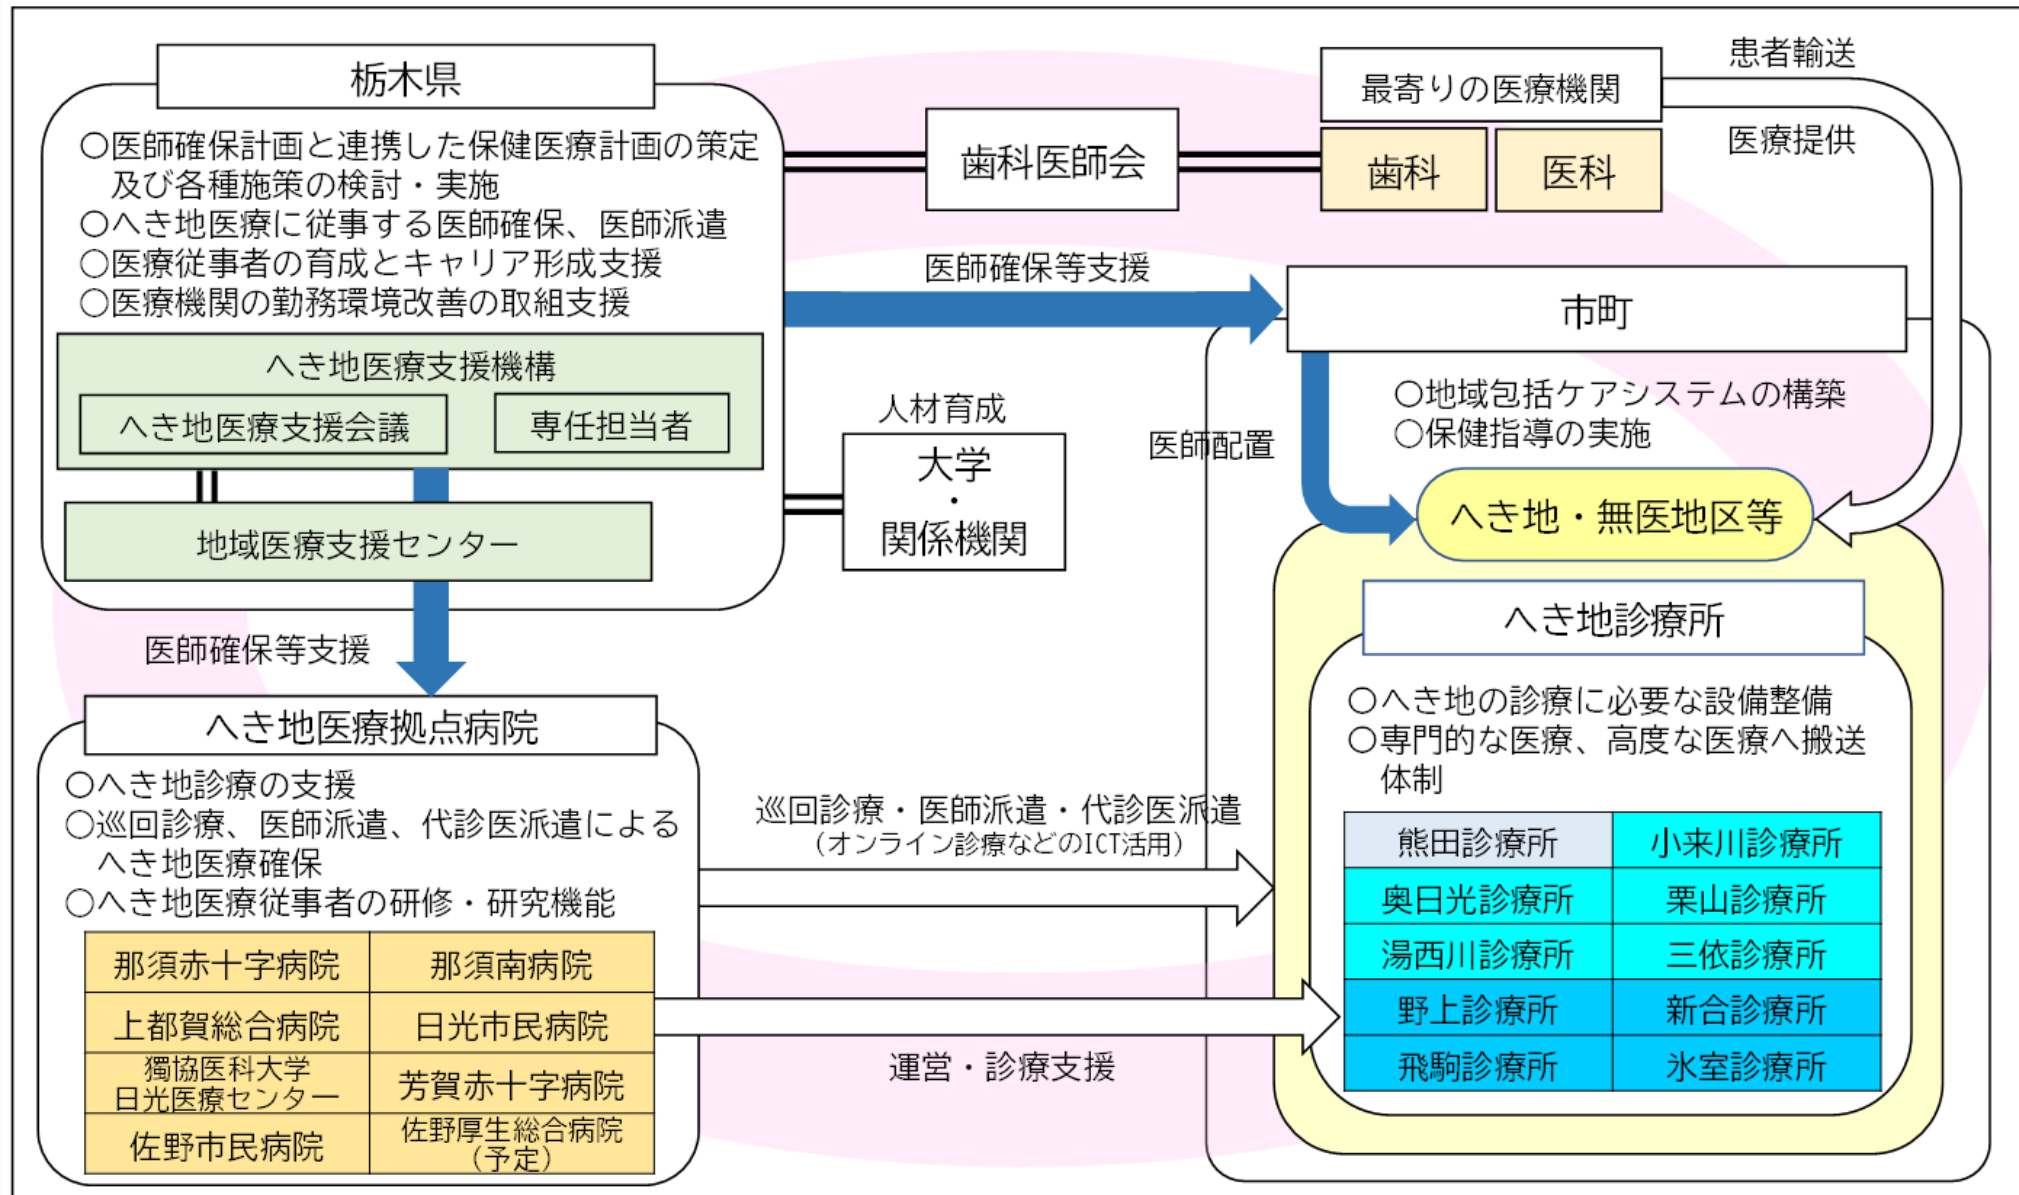 栃木県
○医師確保計画と連携した保健医療計画の策定
及び各種施策の検討・実施
○へき地医療に従事する医師確保、医師派遣
○医療従事者の育成とキャリア形成支援
○医療機関の勤務環境改善の取組支援
へき地医療支援機構
へき地医療支援会議
専任担当者
地域医療支援センター
歯科医師会
最寄りの医療機関
歯科
医科
患者輸送
医療提供
医師確保等支援
市町
○地域包括ケアシステムの構築
○保健指導の実施
医師配置
人材育成
大学
・
関係機関
へき地・無医地区等
へき地診療所
○へき地の診療に必要な設備整備
○専門的な医療、高度な医療へ搬送
体制
熊田診療所
小来川診療所
奥日光診療所
栗山診療所
湯西川診療所
三依診療所
野上診療所
新合診療所
飛駒診療所
氷室診療所
医師確保等支援
へき地医療拠点病院
○へき地診療の支援
○巡回診療、医師派遣、代診医派遣による
へき地医療確保
○へき地医療従事者の研修・研究機能
那須赤十字病院
那須南病院
上都賀総合病院
日光市民病院
獨協医科大学
日光医療センター
芳賀赤十字病院
佐野市民病院
佐野厚生総合病院
（予定）
巡回診療・医師派遣・代診医派遣
（オンライン診療などのICT活用）
運営・診療支援